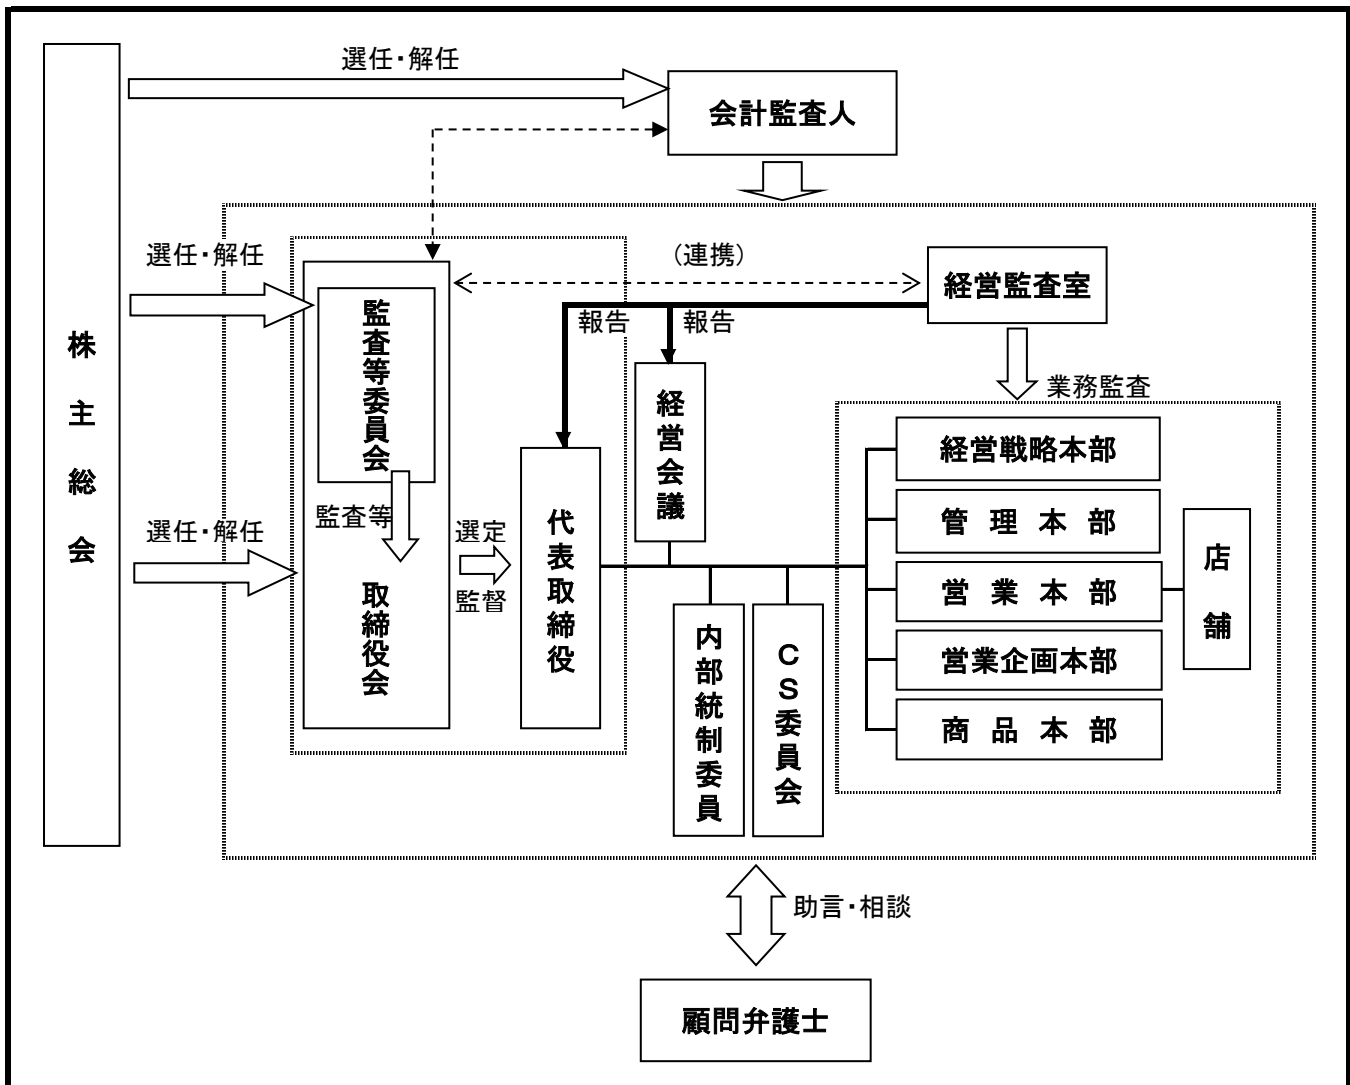 選任・解任
会計監査人
選任・解任
(連携)
経営監査室
報告
報告
監査等委員会
株主総会
業務監査
経営会議
経営戦略本部
管理本部
店舗
監査等
選任・解任
選定
監督
代表取締役
取締役会
営業本部
内部統制委員
CS委員会
営業企画本部
商品本部
助言・相談
顧問弁護士